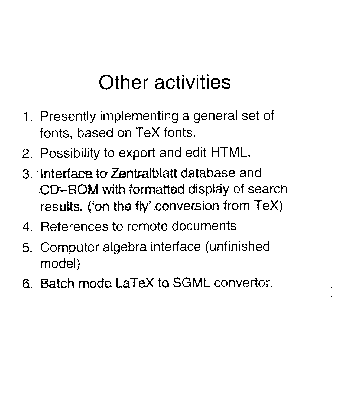 Other activities
1. Presently implementing a general set of
fonts, based on TeX fonts.
2. Possibility to export and edit HTML.
3. Interface to Zentralblatt database and
CD-ROM with formatted display of search
results. ('on the fly' conversion from TeX)
4. References to remote documents
5. Computer algebra interface (unfinished
model)
6. Batch mode LaTeX to SGML convertor.